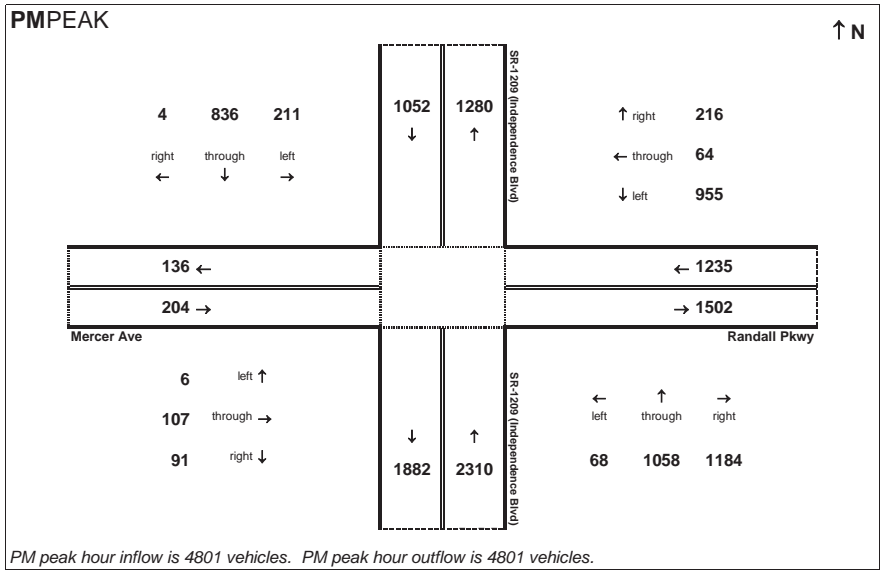 PMPEAK
↑ N
4 836 211
right through left
← ↓ →
1052 1280
↓ ↑
SR-1209 (Independence Blvd)
↑ right 216
← through 64
↓ left 955
136 ←
204 →
← 1235
→ 1502
Mercer Ave
Randall Pkwy
6 left ↑
107 through →
91 right ↓
↓ ↑
1882 2310
SR-1209 (Independence Blvd)
← ↑ →
left through right
68 1058 1184
PM peak hour inflow is 4801 vehicles. PM peak hour outflow is 4801 vehicles.